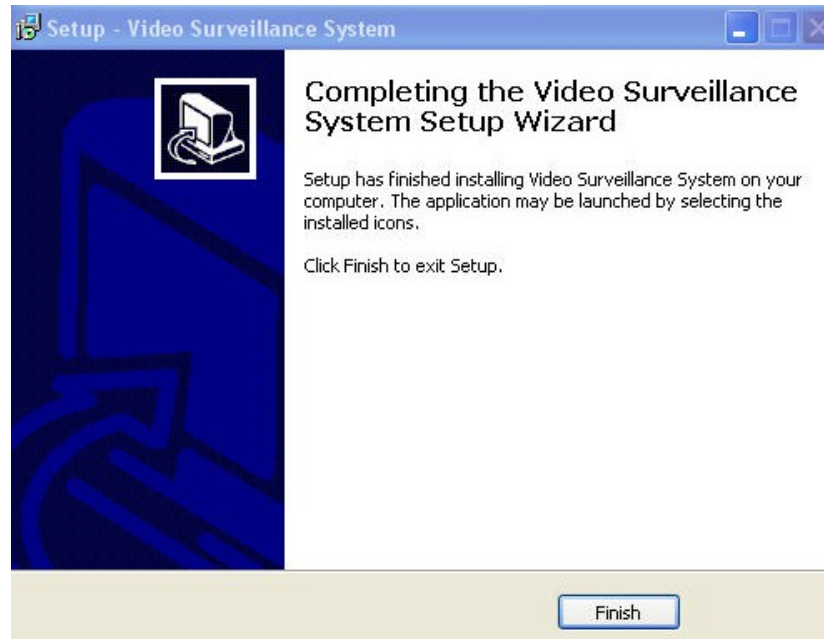 Setup - Video Surveillance System
Completing the Video Surveillance
System Setup Wizard
Setup has finished installing Video Surveillance System on your
computer. The application may be launched by selecting the
installed icons.
Click Finish to exit Setup.
Finish